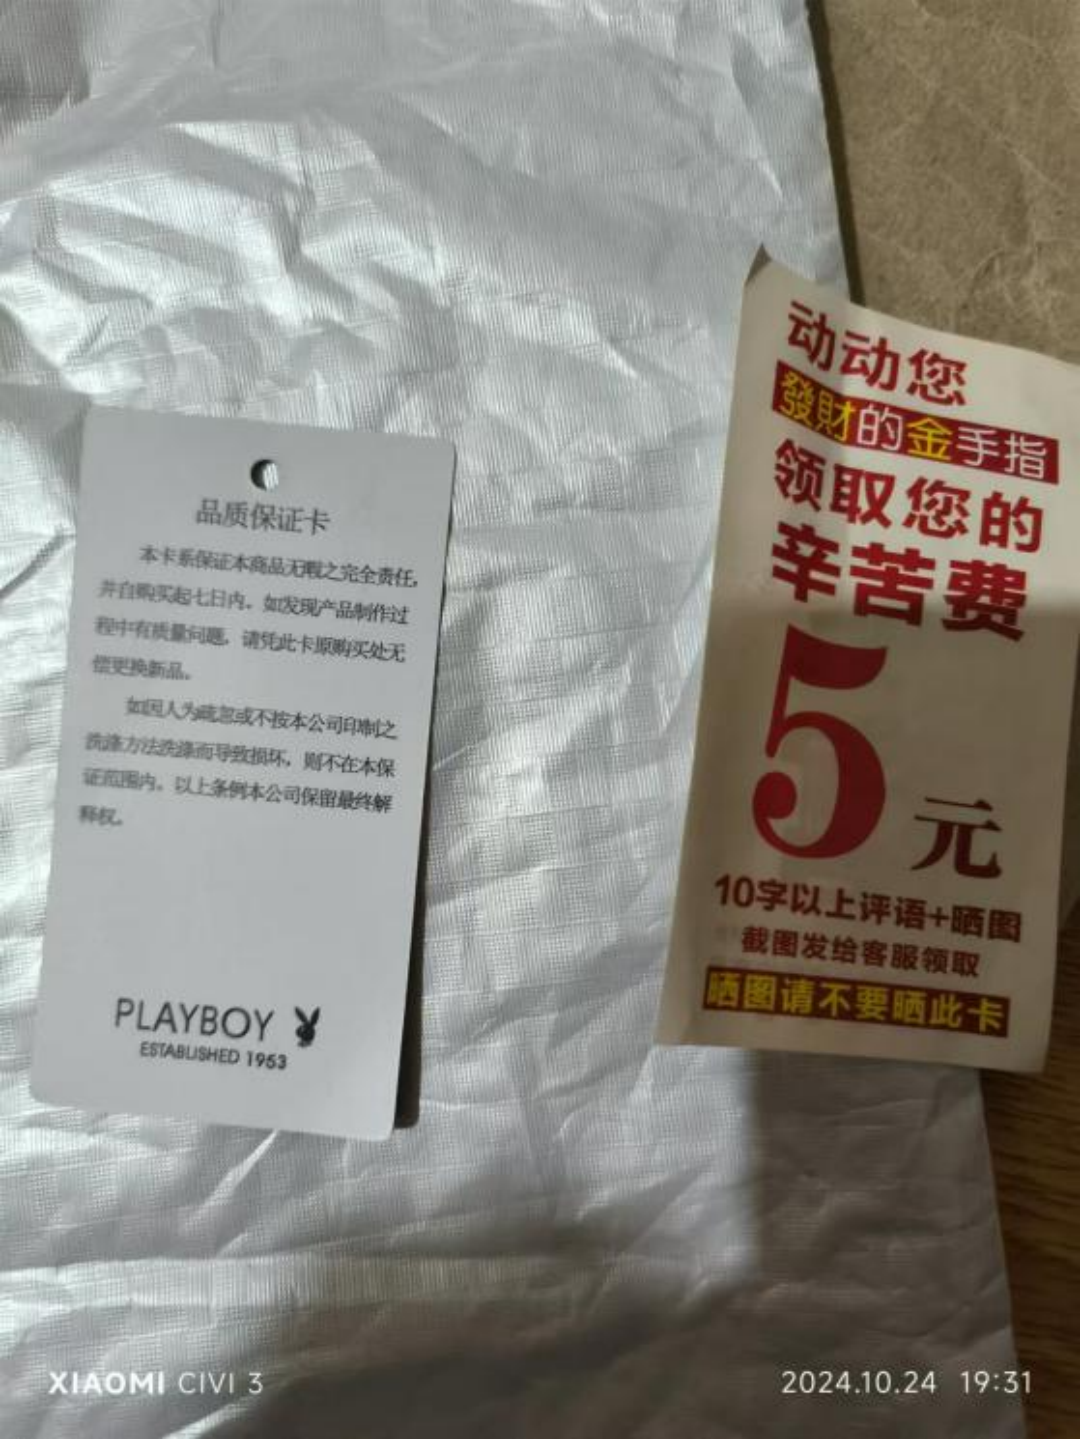 品质保证卡
本卡系保证本商品无暇之完全责任,
并自购买起七日内。如发现产品制作过
程中有质量问题，请凭此卡原购买处无
偿更换新品。
如因人为疏忽或不按本公司印制之
洗涤方法洗涤而导致损坏，则不在本保
证范围内。以上条例本公司保留最终解
释权。
PLAYBOY
ESTABLISHED 1953
动动您
發財的金手指
领取您的
辛苦费
5元
10字以上评语+晒图
截图发给客服领取
晒图请不要晒此卡
XIAOMI CIVI 3
2024.10.24 19:31